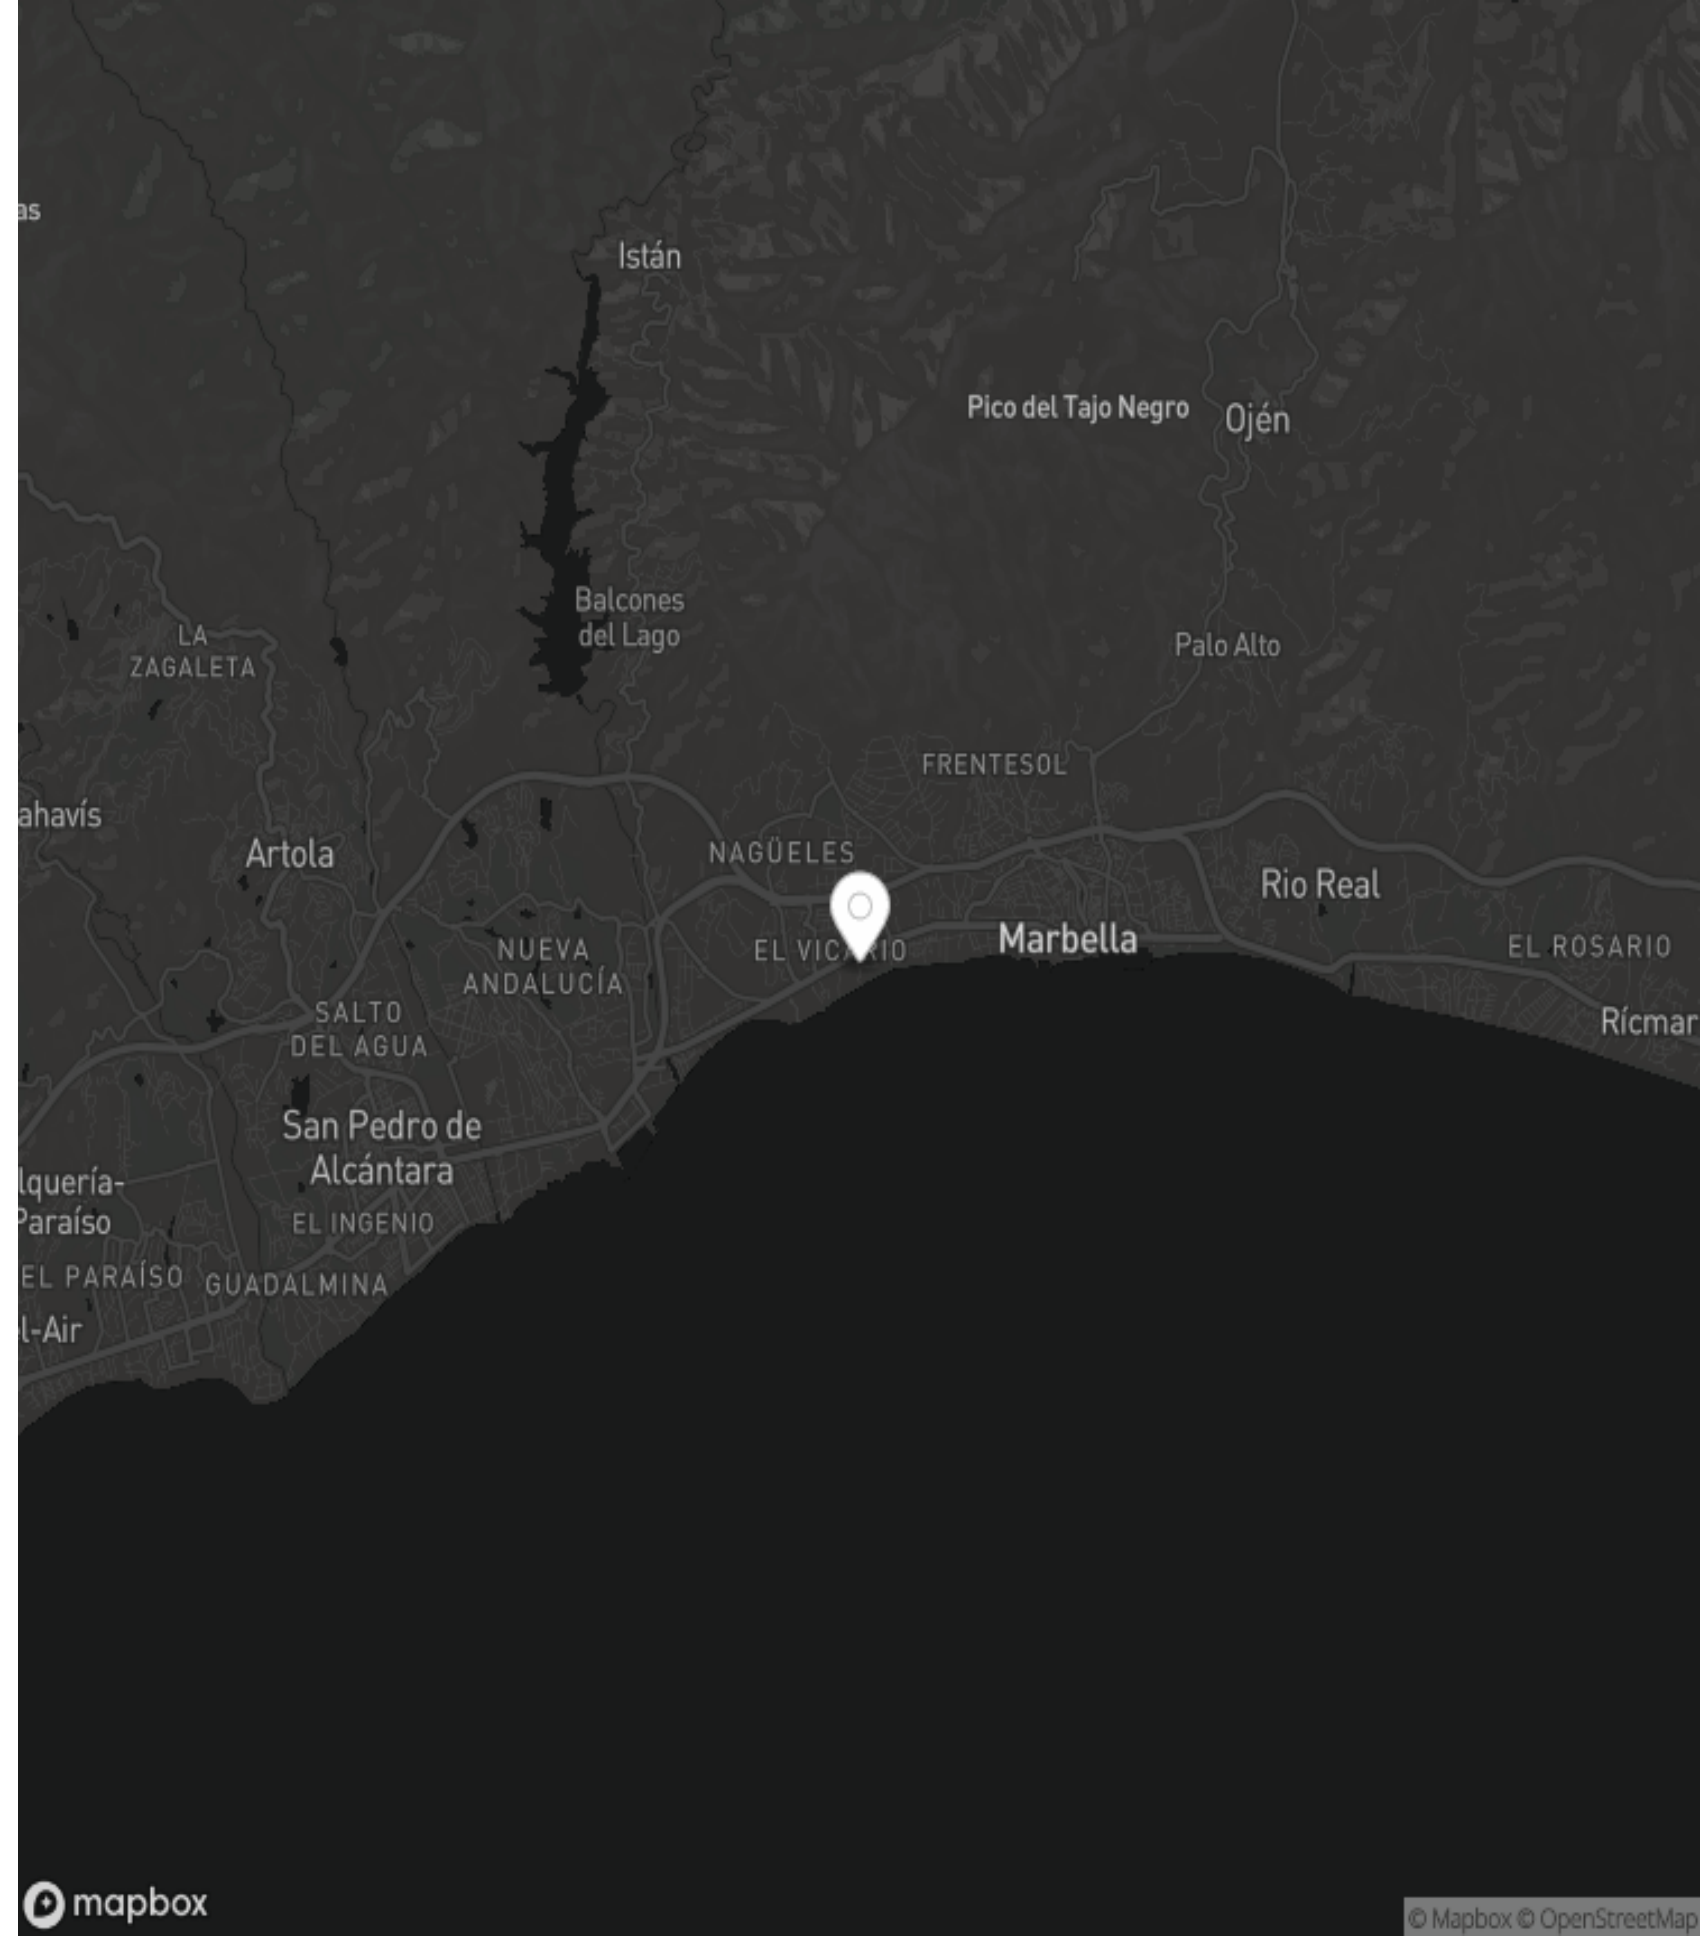 as
Istán
Pico del Tajo Negro
Ojén
Balcones
del Lago
LA
ZAGALETA
Palo Alto
FRENTESOL
ahavís
Artola
NAGÜELES
Rio Real
NUEVA
ANDALUCÍA
EL VICARIO
Marbella
EL ROSARIO
SALTO
DEL AGUA
Rícmar
San Pedro de
Alcántara
lquería-
Paraíso
EL INGENIO
EL PARAÍSO
GUADALMINA
l-Air
mapbox
© Mapbox © OpenStreetMap